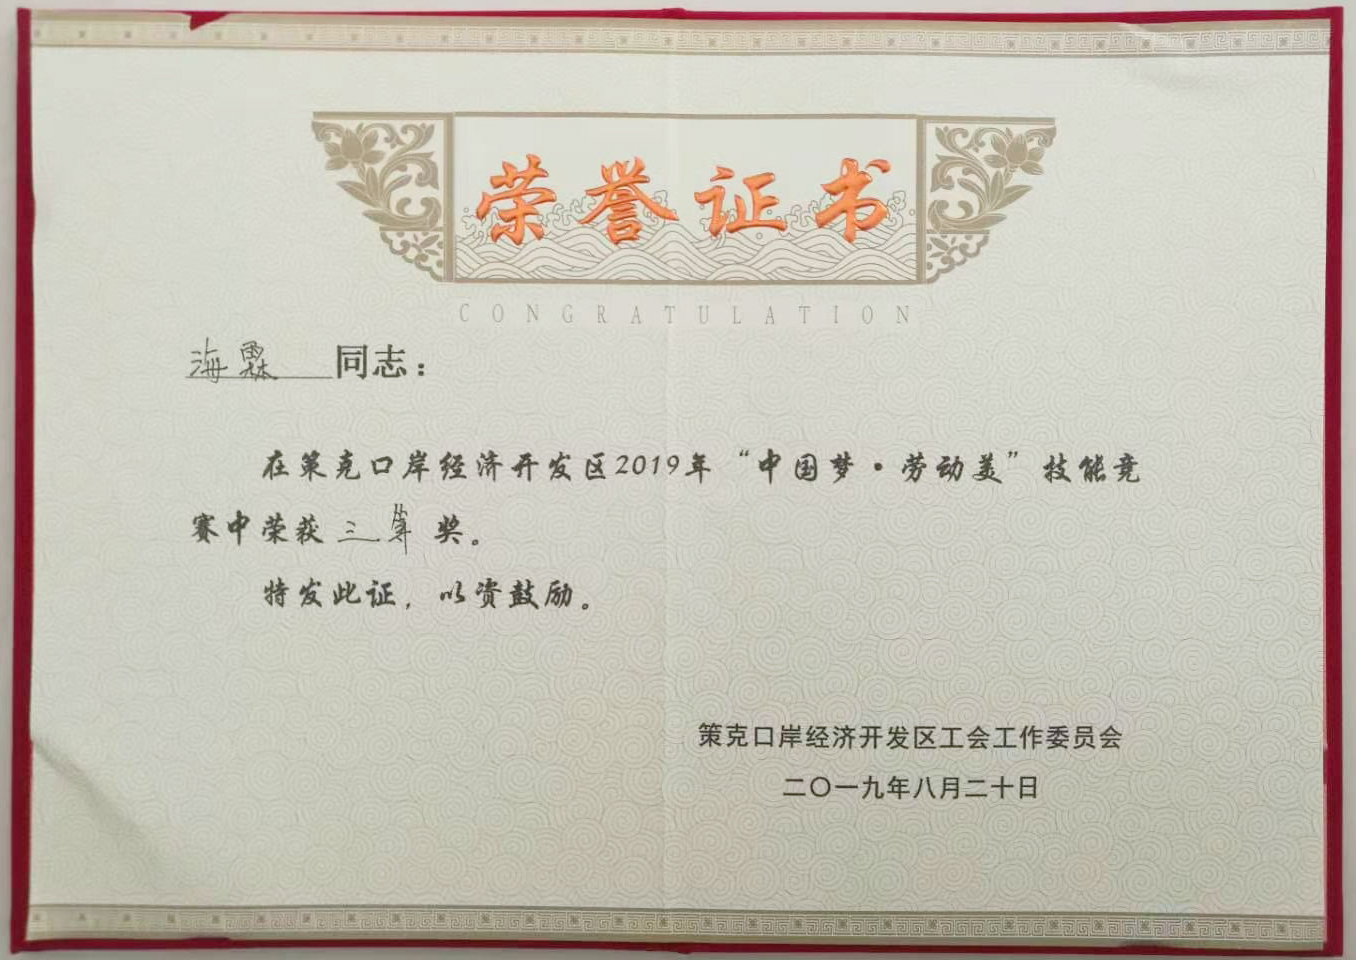 荣誉证书
CONGRATULATION
海霖 同志：
在策克口岸经济开发区2019年“中国梦·劳动美”技能竞
赛中荣获 三等 奖。
特发此证，以资鼓励。
策克口岸经济开发区工会工作委员会
二〇一九年八月二十日